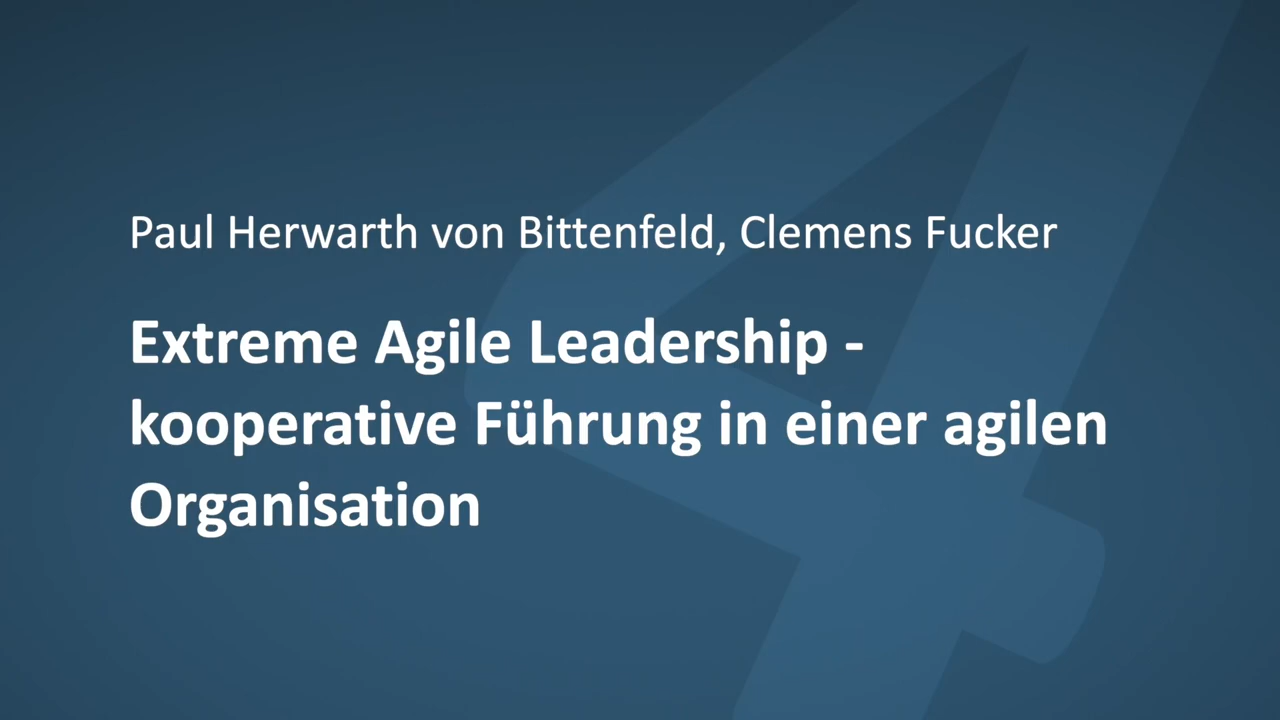 Paul Herwarth von Bittenfeld, Clemens Fucker
Extreme Agile Leadership -
kooperative Führung in einer agilen
Organisation